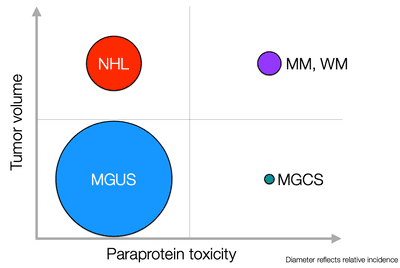 Tumor volume
NHL
MM, WM
MGUS
MGCS
Paraprotein toxicity
Diameter reflects relative incidence